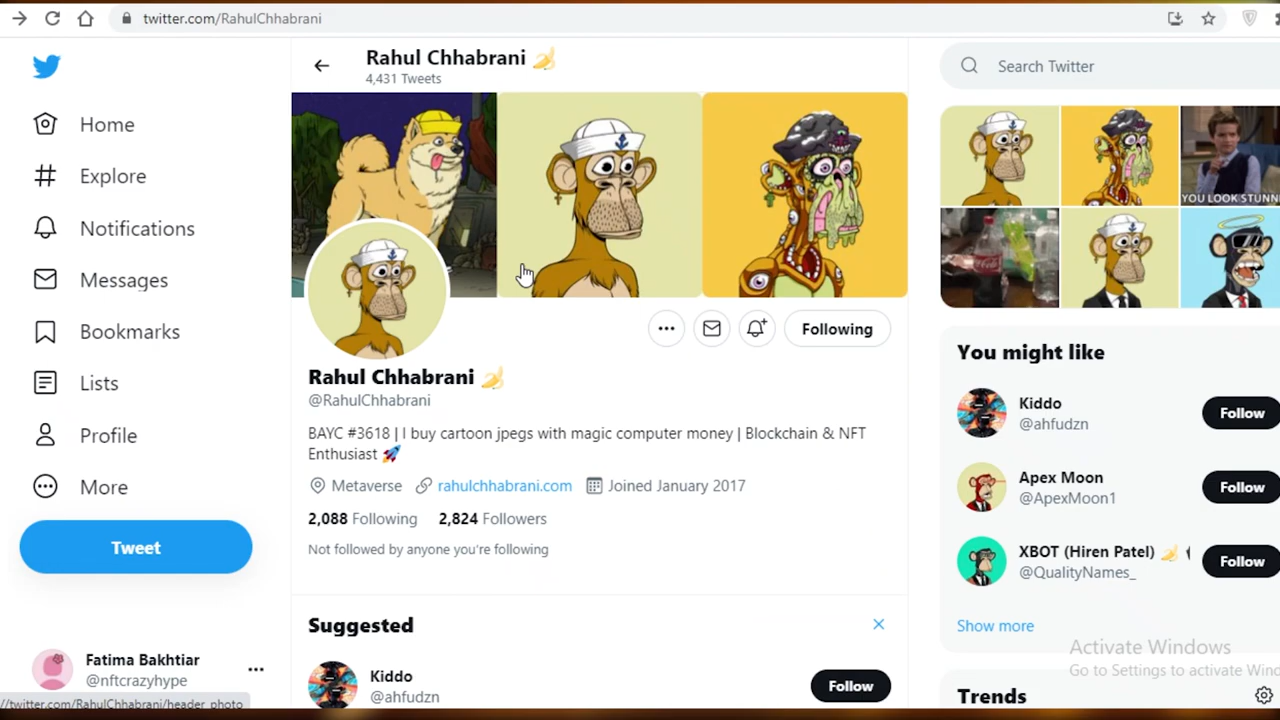 twitter.com/RahulChhabrani
Rahul Chhabrani 🍌
4,431 Tweets
Search Twitter
Home
Explore
Notifications
Messages
Bookmarks
Lists
Profile
More
Tweet
Fatima Bakhtiar
@nftcrazyhype
//twitter.com/RahulChhabrani/header_photo
Following
Rahul Chhabrani 🍌
@RahulChhabrani
BAYC #3618 | I buy cartoon jpegs with magic computer money | Blockchain & NFT
Enthusiast 🚀
Metaverse rahulchhabrani.com Joined January 2017
2,088 Following 2,824 Followers
Not followed by anyone you're following
Suggested
Kiddo
@ahfudzn
Follow
YOU LOOK STUNN
Coca-Cola
You might like
Kiddo
@ahfudzn
Follow
Apex Moon
@ApexMoon1
Follow
XBOT (Hiren Patel) 🍌
@QualityNames_
Follow
Show more
Activate Windows
Go to Settings to activate Wind
Trends